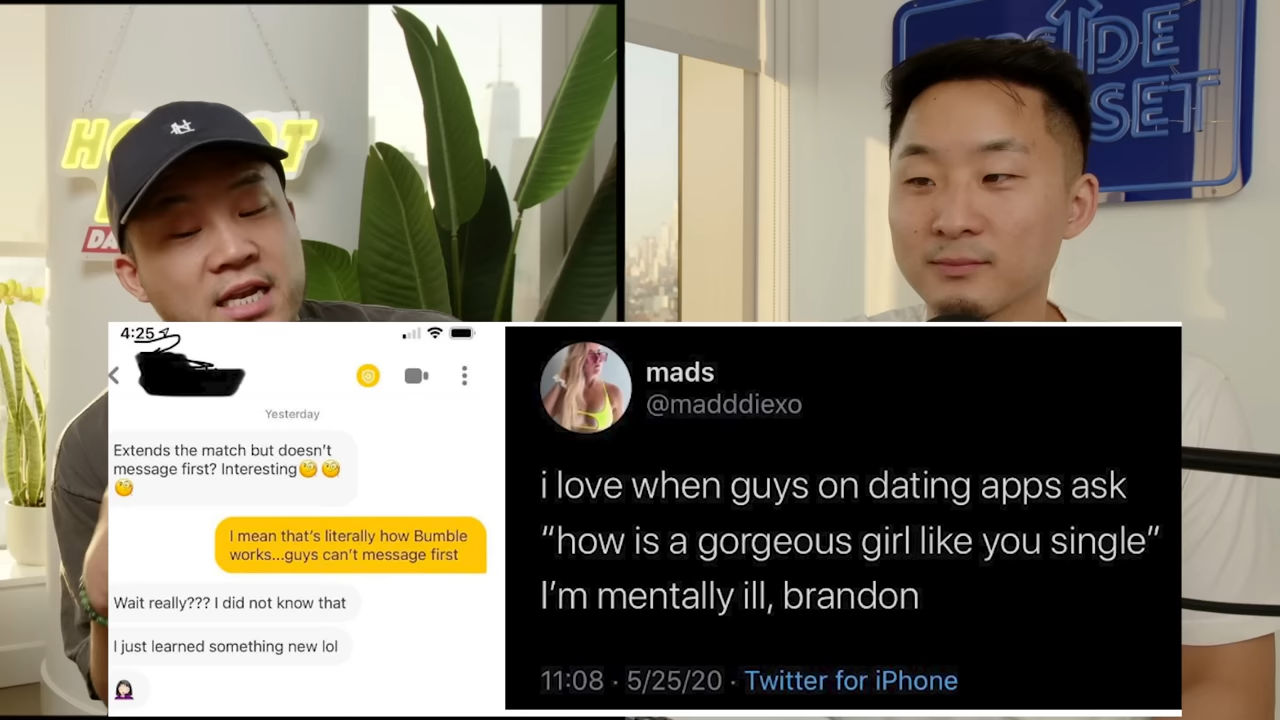 DE
SET
4:25
Yesterday
Extends the match but doesn't
message first? Interesting🧐 🧐
🧐
I mean that's literally how Bumble
works...guys can't message first
Wait really??? I did not know that
I just learned something new lol
🤦🏻‍♀️
mads
@madddiexo
i love when guys on dating apps ask
“how is a gorgeous girl like you single”
I'm mentally ill, brandon
11:08 · 5/25/20 · Twitter for iPhone